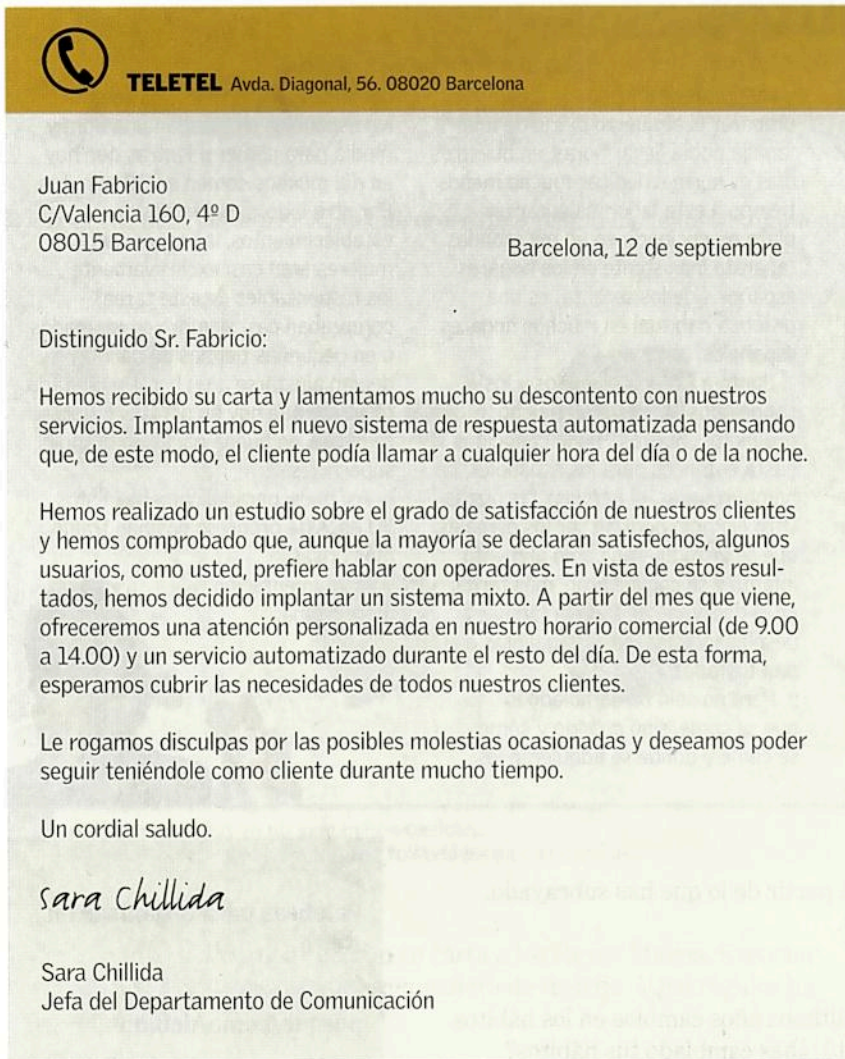 TELETEL Avda. Diagonal, 56. 08020 Barcelona
Juan Fabricio
C/Valencia 160, 4º D
08015 Barcelona
Barcelona, 12 de septiembre
Distinguido Sr. Fabricio:
Hemos recibido su carta y lamentamos mucho su descontento con nuestros
servicios. Implantamos el nuevo sistema de respuesta automatizada pensando
que, de este modo, el cliente podía llamar a cualquier hora del día o de la noche.
Hemos realizado un estudio sobre el grado de satisfacción de nuestros clientes
y hemos comprobado que, aunque la mayoría se declaran satisfechos, algunos
usuarios, como usted, prefiere hablar con operadores. En vista de estos resul-
tados, hemos decidido implantar un sistema mixto. A partir del mes que viene,
ofreceremos una atención personalizada en nuestro horario comercial (de 9.00
a 14.00) y un servicio automatizado durante el resto del día. De esta forma,
esperamos cubrir las necesidades de todos nuestros clientes.
Le rogamos disculpas por las posibles molestias ocasionadas y deseamos poder
seguir teniéndole como cliente durante mucho tiempo.
Un cordial saludo.
Sara Chillida
Sara Chillida
Jefa del Departamento de Comunicación